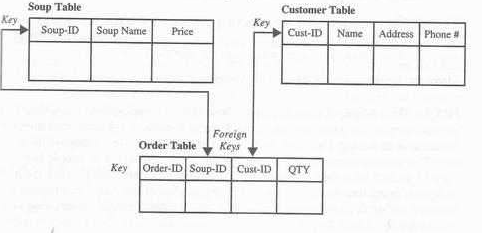 Soup Table
Key
Soup-ID Soup Name Price
Customer Table
Key
Cust-ID Name Address Phone #
Foreign
Keys
Order Table
Key
Order-ID Soup-ID Cust-ID QTY